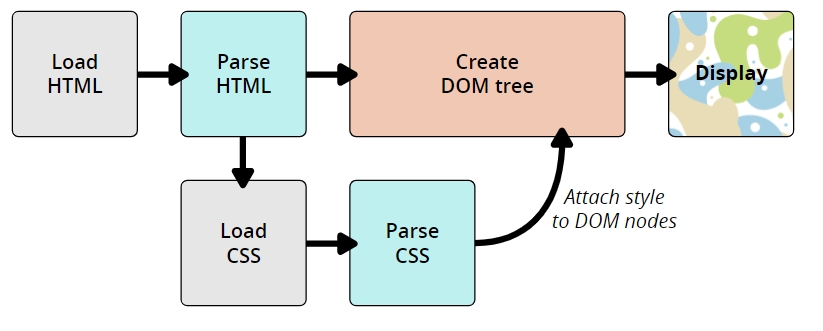 Load
HTML
Parse
HTML
Create
DOM tree
Display
Load
CSS
Parse
CSS
Attach style
to DOM nodes